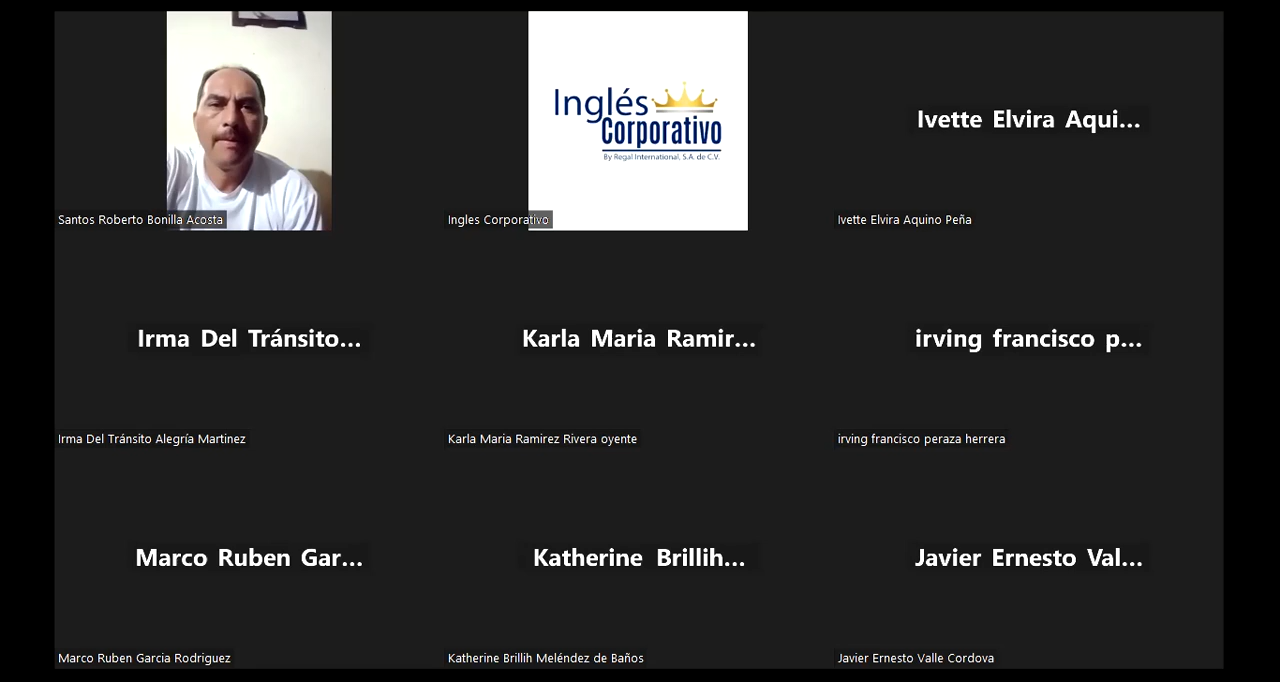 Inglés
Corporativo
By Regal International, S.A. de C.V.
Ivette Elvira Aqui...
Santos Roberto Bonilla Acosta
Ingles Corporativo
Ivette Elvira Aquino Peña
Irma Del Tránsito...
Karla Maria Ramir...
irving francisco p...
Irma Del Tránsito Alegría Martinez
Karla Maria Ramirez Rivera oyente
irving francisco peraza herrera
Marco Ruben Gar...
Katherine Brillih...
Javier Ernesto Val...
Marco Ruben Garcia Rodriguez
Katherine Brillih Meléndez de Baños
Javier Ernesto Valle Cordova